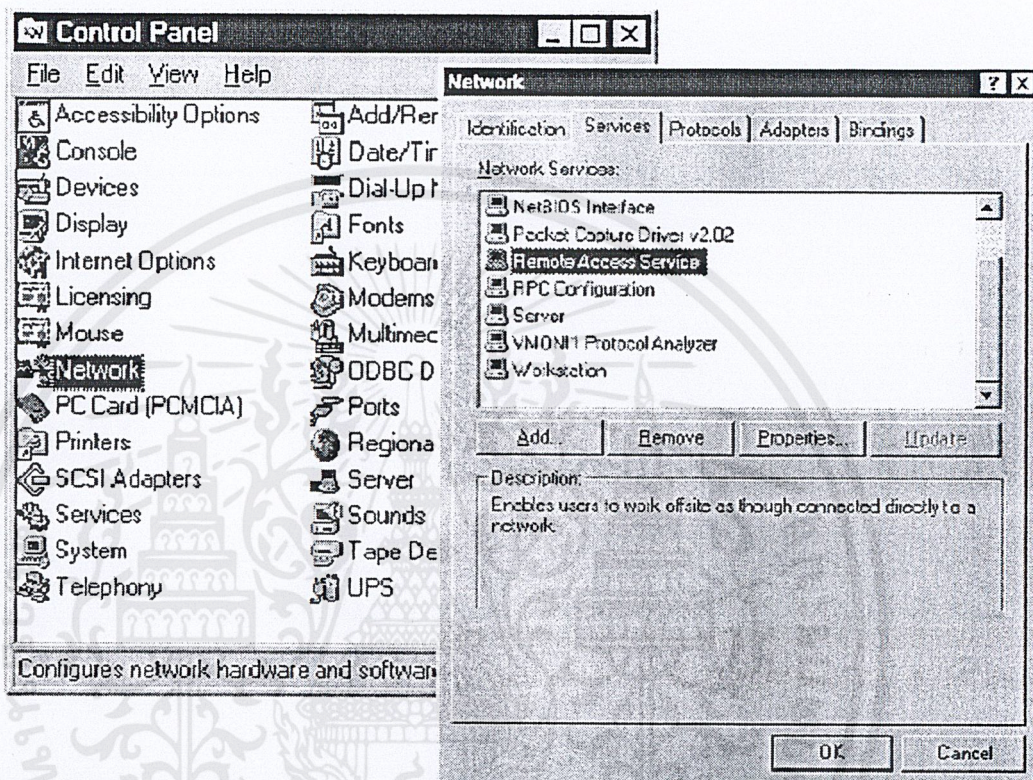 Control Panel
File Edit View Help
Accessibility Options
Console
Devices
Display
Internet Options
Licensing
Mouse
Network
PC Card (PCMCIA)
Printers
SCSI Adapters
Services
System
Telephony
Add/Rer
Date/Tir
Dial-Up
Fonts
Keyboar
Modems
Multimed
ODBC D
Ports
Regiona
Server
Sounds
Tape De
UPS
Configures network hardware and softwar
Network
Identification Services Protocols Adapters Bindings
Network Services:
NetBIOS Interface
Packet Capture Driver v2.02
Remote Access Service
RPC Configuration
Server
Protocol Analyzer
Workstation
Add... Remove Properties... Update
Description:
Enables users to work offsite as though connected directly to a
network.
OK Cancel